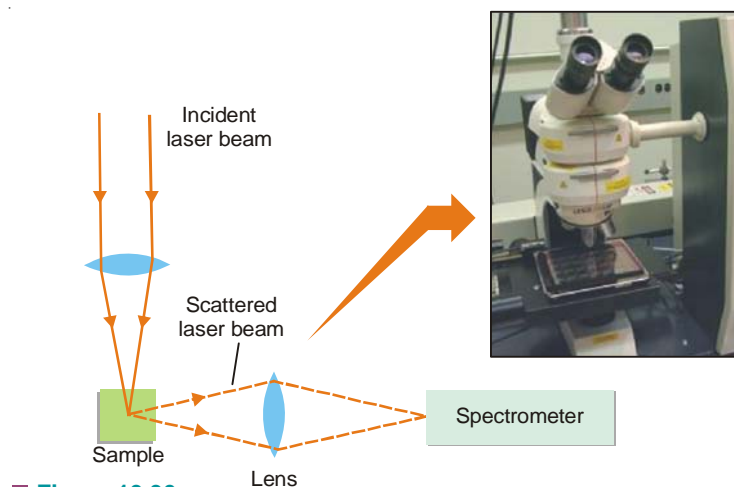 Incident
laser beam
Scattered
laser beam
Spectrometer
Sample
Lens